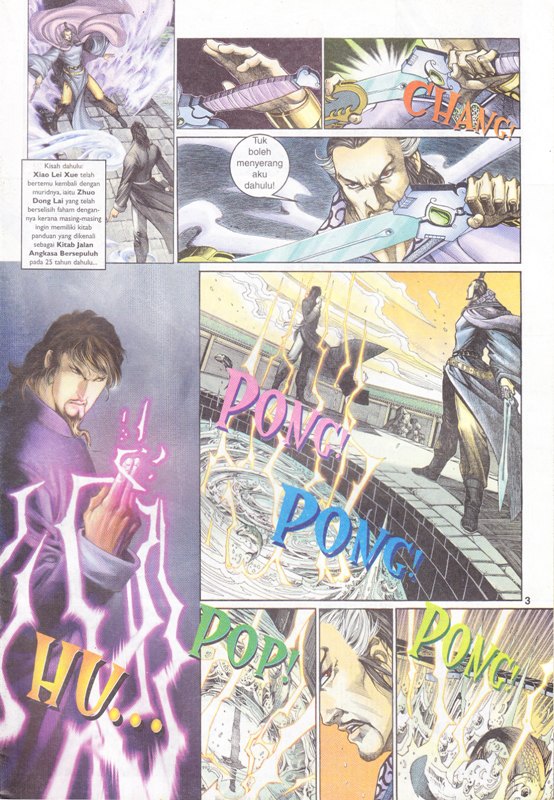 Kisah dahulu:
Xiao Lei Xue telah
bertemu kembali dengan
muridnya, iaitu Zhuo
Dong Lai yang telah
berselisih faham dengan-
nya kerana masing-masing
ingin memiliki kitab
panduan yang dikenali
sebagai Kitab Jalan
Angkasa Bersepuluh
pada 25 tahun dahulu...
CHANG!
Tuk
boleh
menyerang
aku
dahulu!
PONG!
PONG!
HU...
POP!
PONG!
3